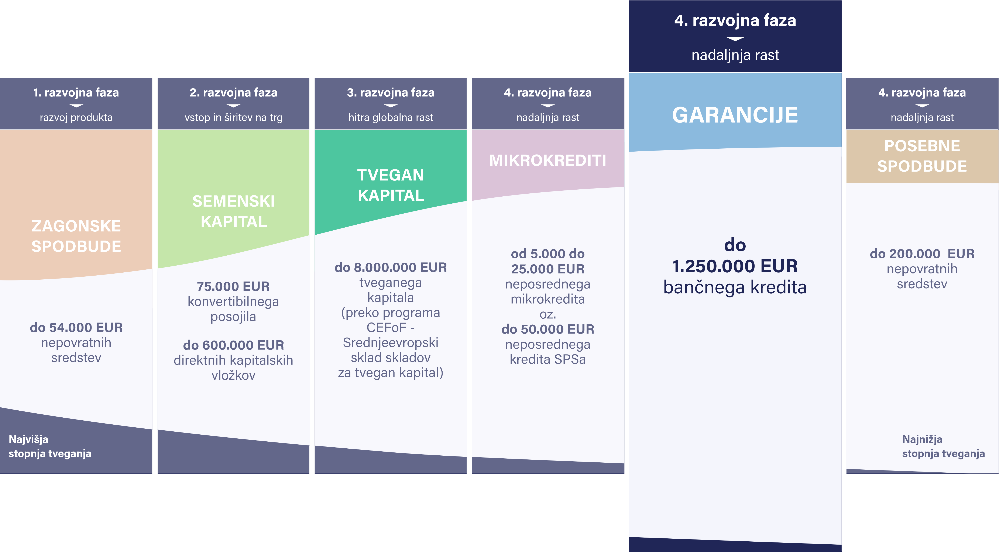 1. razvojna faza
razvoj produkta
ZAGONSKE
SPODBUDE
do 54.000 EUR
nepovratnih
sredstev
Najvišja
stopnja tveganja
2. razvojna faza
vstop in širitev na trg
SEMENSKI
KAPITAL
75.000 EUR
konvertibilnega
posojila
do 600.000 EUR
direktnih kapitalskih
vložkov
3. razvojna faza
hitra globalna rast
TVEGAN
KAPITAL
do 8.000.000 EUR
tveganega
kapitala
(preko programa
CEFoF -
Srednjeevropski
sklad skladov
za tvegan kapital)
4. razvojna faza
nadaljnja rast
MIKROKREDITI
od 5.000 do
25.000 EUR
neposrednega
mikrokredita
oz.
do 50.000 EUR
neposrednega
kredita SPSa
4. razvojna faza
nadaljnja rast
GARANCIJE
do
1.250.000 EUR
bančnega kredita
4. razvojna faza
nadaljnja rast
POSEBNE
SPODBUDE
do 200.000 EUR
nepovratnih
sredstev
Najnižja
stopnja tveganja